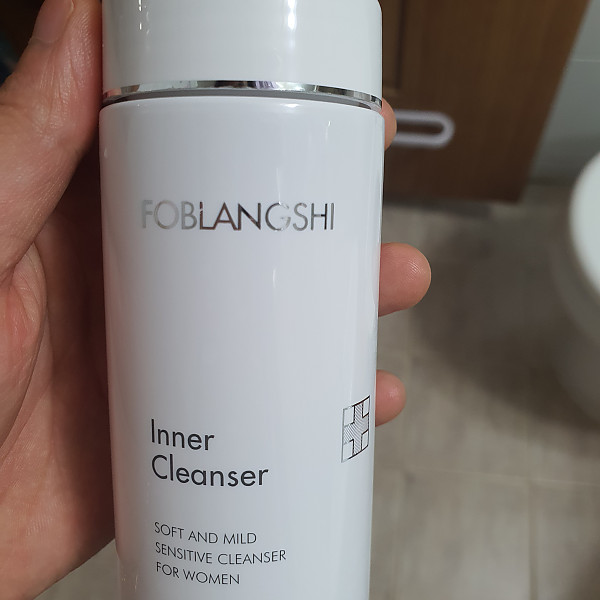 FOBLANGSHI
Inner
Cleanser
SOFT AND MILD
SENSITIVE CLEANSER
FOR WOMEN